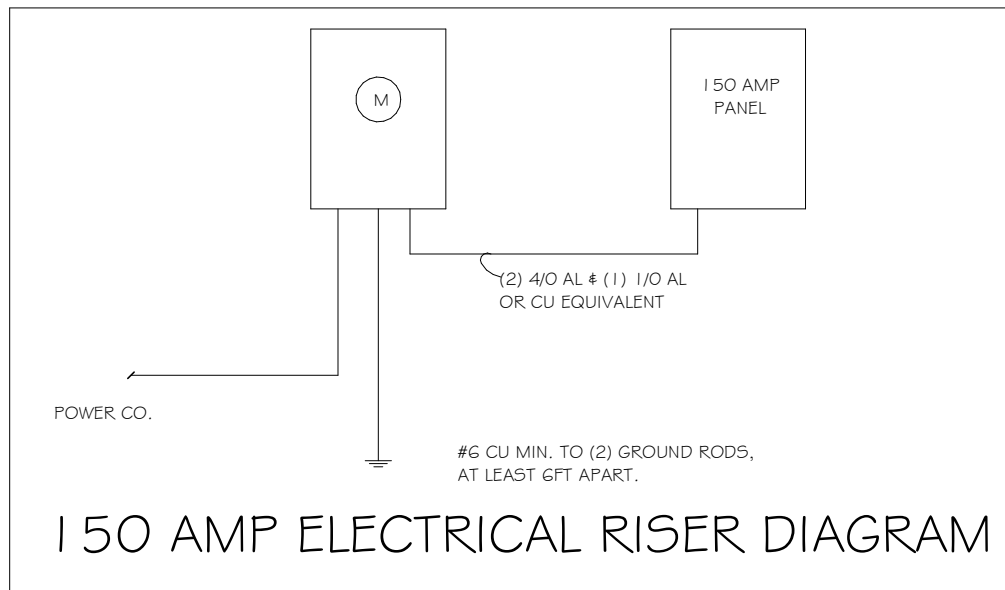 M
150 AMP
PANEL
(2) 4/0 AL & (1) 1/0 AL
OR CU EQUIVALENT
POWER CO.
#6 CU MIN. TO (2) GROUND RODS,
AT LEAST 6FT APART.
150 AMP ELECTRICAL RISER DIAGRAM